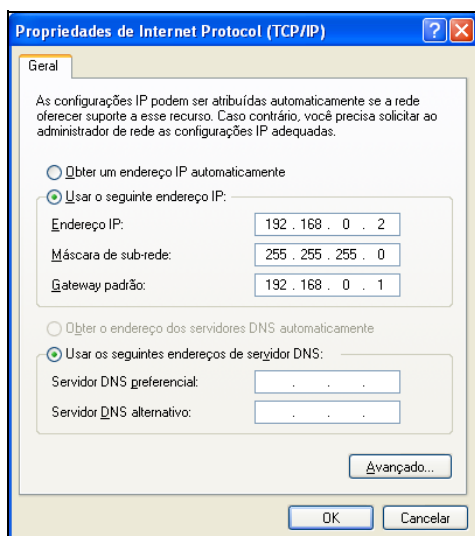 Propriedades de Internet Protocol (TCP/IP)
Geral
As configurações IP podem ser atribuídas automaticamente se a rede
oferecer suporte a esse recurso. Caso contrário, você precisa solicitar ao
administrador de rede as configurações IP adequadas.
Obter um endereço IP automaticamente
Usar o seguinte endereço IP:
Endereço IP: 192 . 168 . 0 . 2
Máscara de sub-rede: 255 . 255 . 255 . 0
Gateway padrão: 192 . 168 . 0 . 1
Obter o endereço dos servidores DNS automaticamente
Usar os seguintes endereços de servidor DNS:
Servidor DNS preferencial: . . .
Servidor DNS alternativo: . . .
Avançado...
OK Cancelar